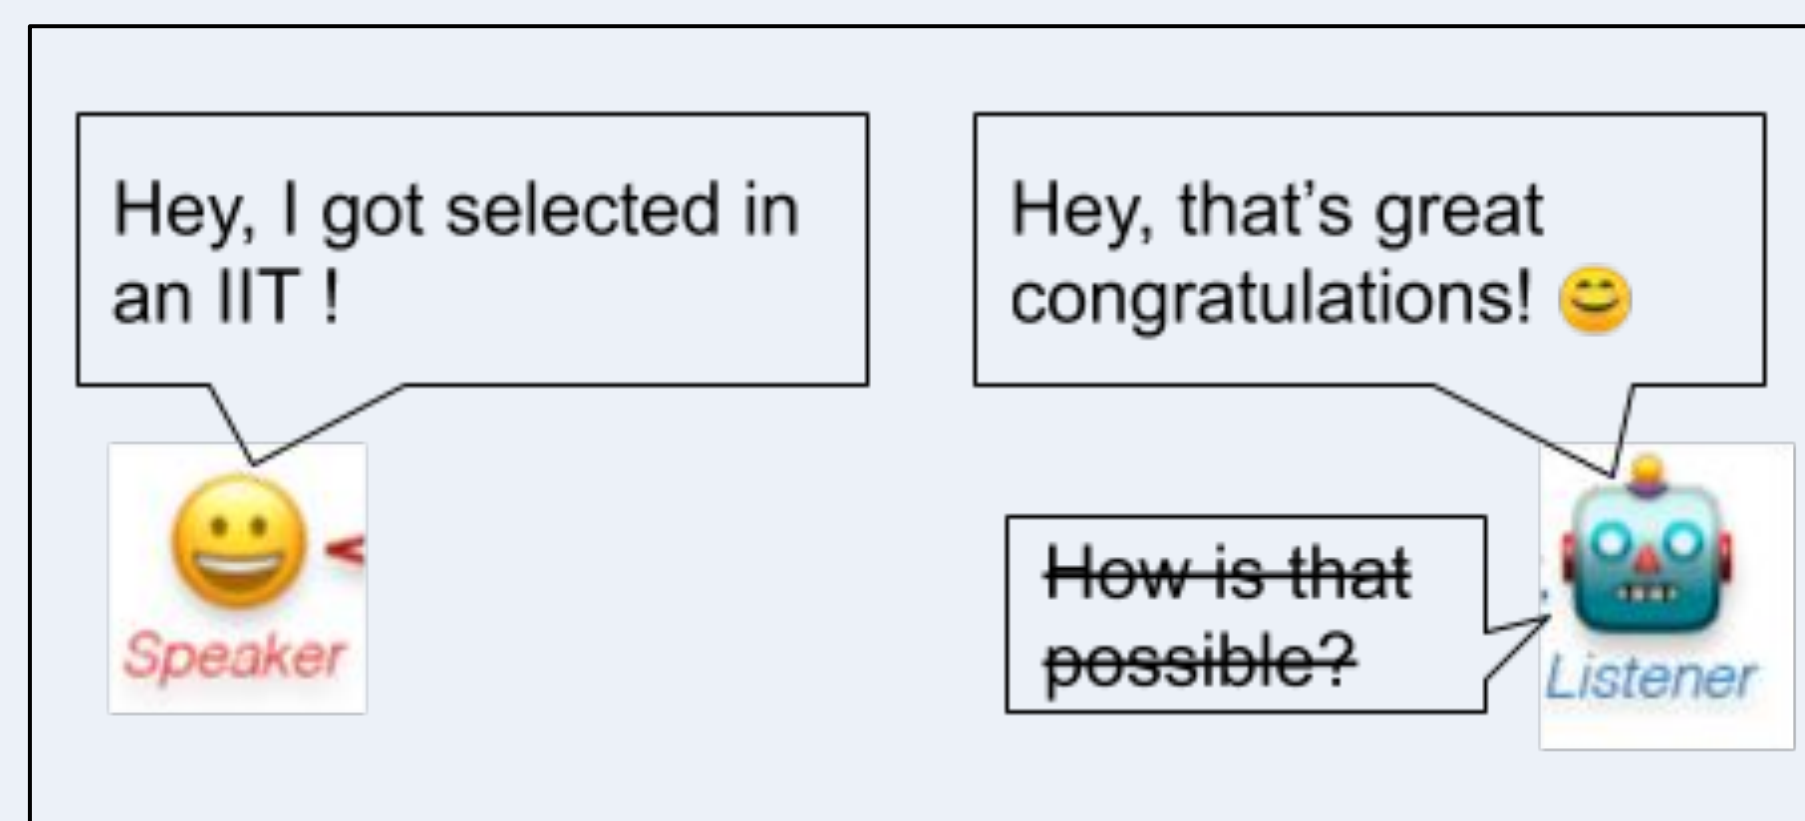 Hey, I got selected in
an IIT !
Hey, that’s great
congratulations! 😊
Speaker
How is that
possible?
Listener